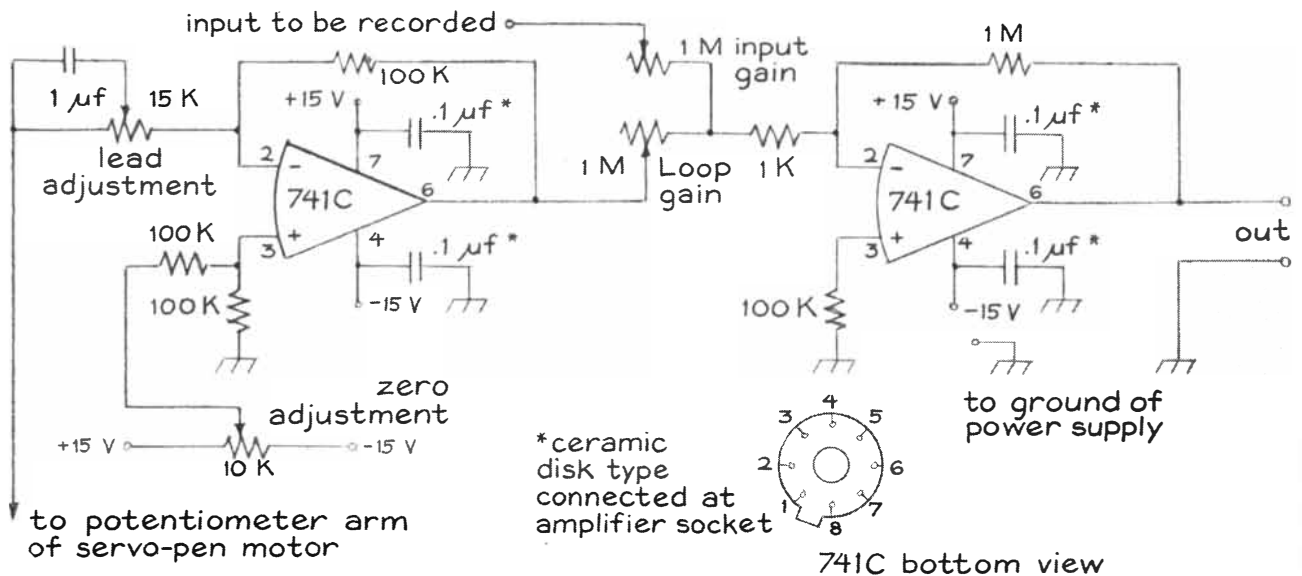 input to be recorded
1 µf
15 K
lead
adjustment
100 K
+15 V
.1 µf *
2
-
7
741C
6
+
3
4
.1 µf *
-15 V
100 K
100 K
zero
adjustment
+15 V
10 K
-15 V
to potentiometer arm
of servo-pen motor
1 M input
gain
1 M
Loop
gain
1 K
1 M
+15 V
.1 µf *
2
-
7
741C
6
+
3
4
.1 µf *
-15 V
100 K
out
to ground of
power supply
*ceramic
disk type
connected at
amplifier socket
4
3
5
2
6
1
7
8
741C bottom view